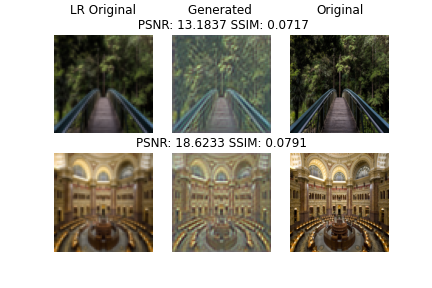 LR Original Generated Original
PSNR: 13.1837 SSIM: 0.0717
PSNR: 18.6233 SSIM: 0.0791